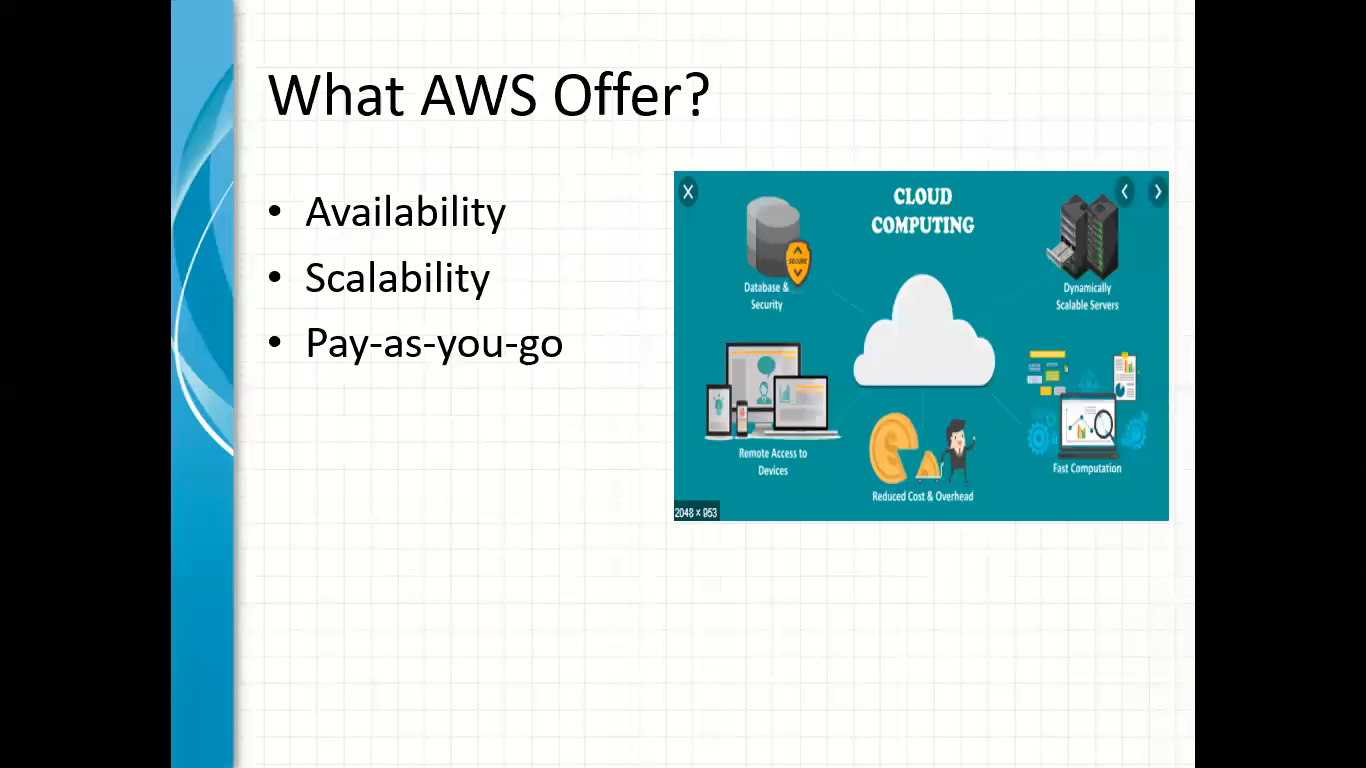 What AWS Offer?
• Availability
• Scalability
• Pay-as-you-go
CLOUD
COMPUTING
SECURE
Database &
Security
Dynamically
Scalable Servers
Remote Access to
Devices
Reduced Cost & Overhead
Fast Computation
2048 × 953